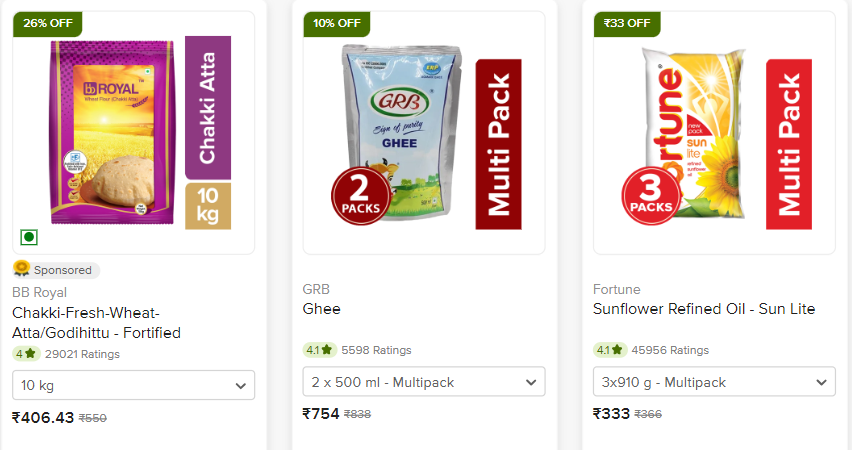 26% OFF
BB ROYAL
Wheat Flour (Chakki Atta)
Chakki Atta
10
kg
Sponsored
BB Royal
Chakki-Fresh-Wheat-
Atta/Godihittu - Fortified
4 ★ 29021 Ratings
10 kg
₹406.43 ₹550
10% OFF
GRB
Sign of purity
GHEE
2
PACKS
Multi Pack
GRB
Ghee
4.1 ★ 5598 Ratings
2 x 500 ml - Multipack
₹754 ₹838
₹33 OFF
ortune
new
pack
sun
lite
refined
sunflower
oil
3
PACKS
Multi Pack
Fortune
Sunflower Refined Oil - Sun Lite
4.1 ★ 45956 Ratings
3x910 g - Multipack
₹333 ₹366